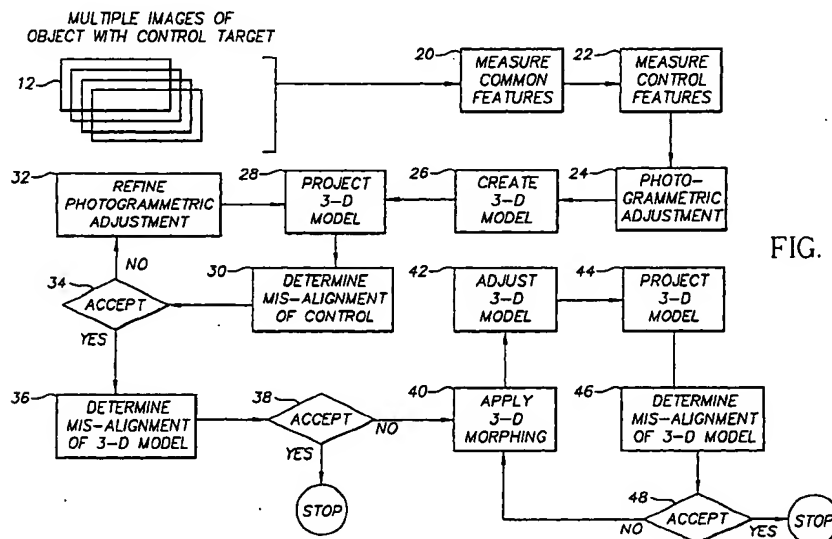 MULTIPLE IMAGES OF
OBJECT WITH CONTROL TARGET
12
20
MEASURE
COMMON
FEATURES
22
MEASURE
CONTROL
FEATURES
32
REFINE
PHOTOGRAMMETRIC
ADJUSTMENT
28
PROJECT
3-D
MODEL
26
CREATE
3-D
MODEL
24
PHOTO-
GRAMMETRIC
ADJUSTMENT
FIG.
34
ACCEPT
NO
YES
30
DETERMINE
MIS-ALIGNMENT
OF CONTROL
42
ADJUST
3-D
MODEL
44
PROJECT
3-D
MODEL
36
DETERMINE
MIS-ALIGNMENT
OF 3-D MODEL
38
ACCEPT
NO
YES
STOP
40
APPLY
3-D
MORPHING
46
DETERMINE
MIS-ALIGNMENT
OF 3-D MODEL
48
ACCEPT
NO
YES
STOP